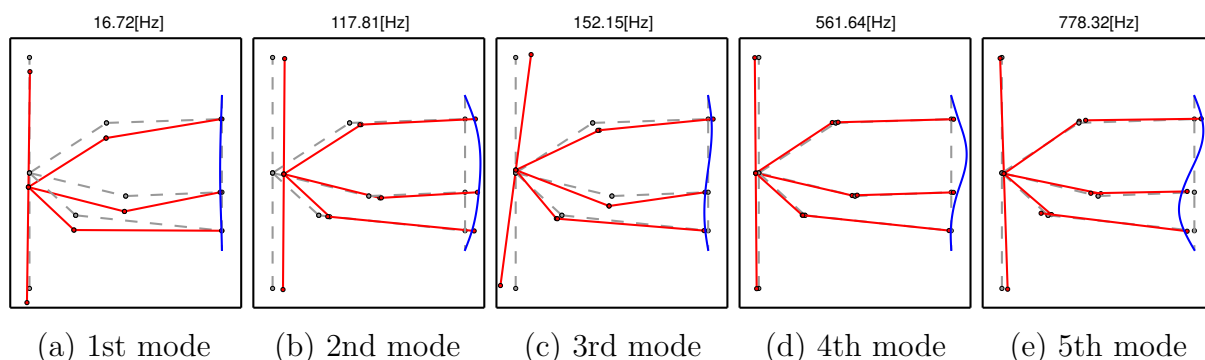 16.72[Hz] 117.81[Hz] 152.15[Hz] 561.64[Hz] 778.32[Hz]
(a) 1st mode (b) 2nd mode (c) 3rd mode (d) 4th mode (e) 5th mode